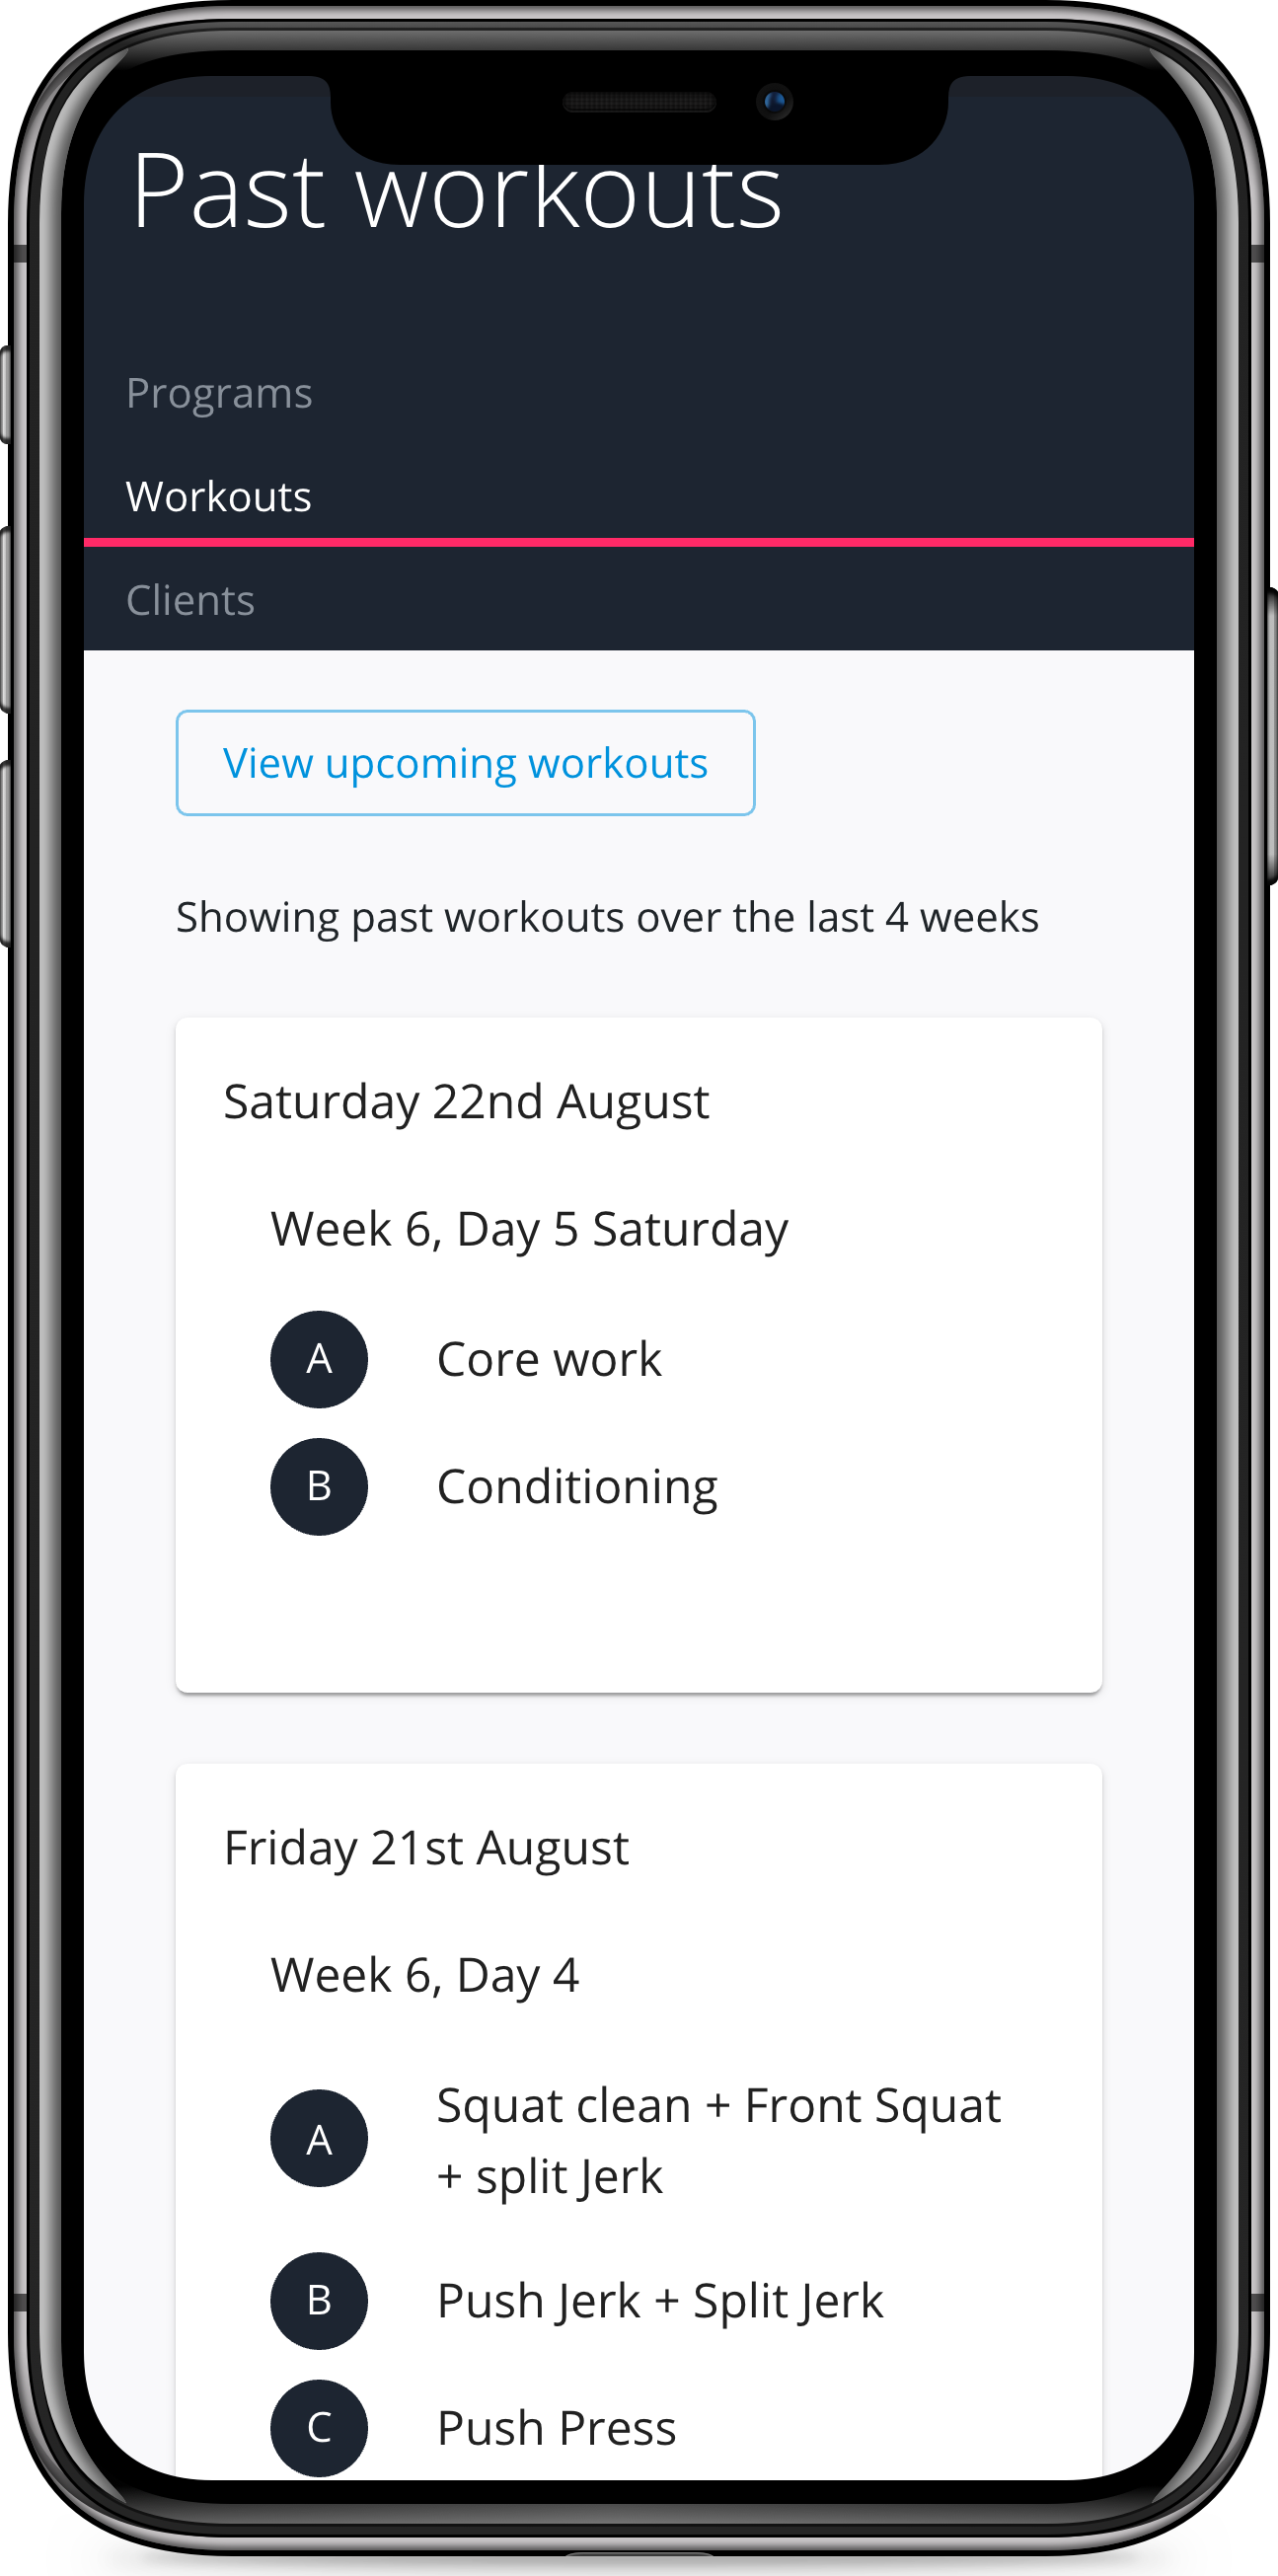 Past workouts
Programs
Workouts
Clients
View upcoming workouts
Showing past workouts over the last 4 weeks
Saturday 22nd August
Week 6, Day 5 Saturday
A Core work
B Conditioning
Friday 21st August
Week 6, Day 4
A Squat clean + Front Squat
+ split Jerk
B Push Jerk + Split Jerk
C Push Press